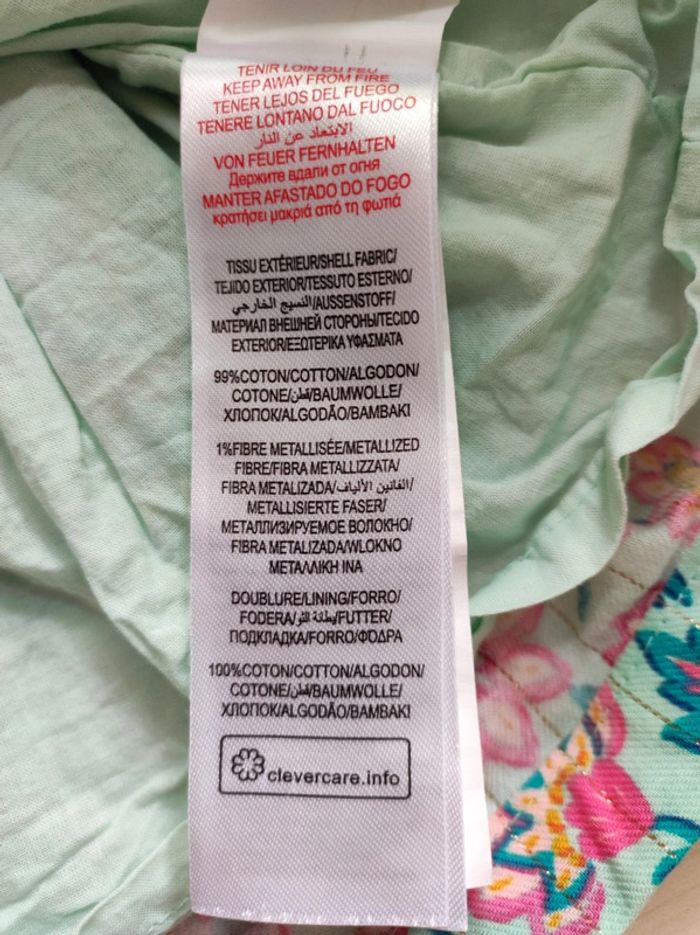 TENIR LOIN DU FEU
KEEP AWAY FROM FIRE
TENER LEJOS DEL FUEGO
TENERE LONTANO DAL FUOCO
الابتعاد عن النار
VON FEUER FERNHALTEN
Держите вдали от огня
MANTER AFASTADO DO FOGO
κρατήσει μακριά από τη φωτιά
TISSU EXTÉRIEUR/SHELL FABRIC/
TEJIDO EXTERIOR/TESSUTO ESTERNO/
النسيج الخارجي/AUSSENSTOFF/
МАТЕРИАЛ ВНЕШНЕЙ СТОРОНЫ/TECIDO
EXTERIOR/ΕΞΩΤΕΡΙΚΑ ΥΦΑΣΜΑΤΑ
99%COTON/COTTON/ALGODON/
COTONE/قطن/BAUMWOLLE/
ХЛОПОК/ALGODÃO/ΒΑΜΒΑΚΙ
1%FIBRE METALLISÉE/METALLIZED
FIBRE/FIBRA METALLIZZATA/
FIBRA METALIZADA/الفانين الألياف/
METALLISIERTE FASER/
МЕТАЛЛИЗИРУЕМОЕ ВОЛОКНО/
FIBRA METALIZADA/WLOKNO
ΜΕΤΑΛΛΙΚΗ ΙΝΑ
DOUBLURE/LINING/FORRO/
FODERA/بطانة الثو/FUTTER/
ПОДКЛАДКА/FORRO/ΦΌΔΡΑ
100%COTON/COTTON/ALGODON/
COTONE/قطن/BAUMWOLLE/
ХЛОПОК/ALGODÃO/ΒΑΜΒΑΚΙ
clevercare.info